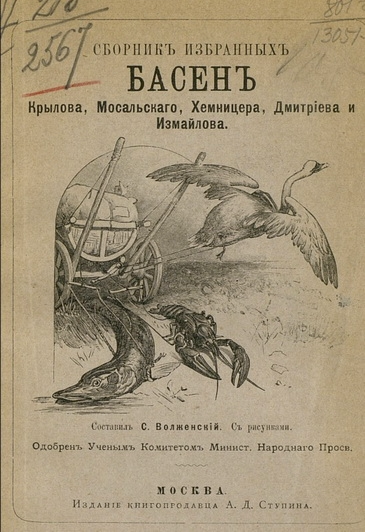 2567
СБОРНИКЪ ИЗБРАННЫХЪ
БАСЕНЪ
Крылова, Мосальскаго, Хемницера, Дмитріева и
Измайлова.
Составилъ С. Волженскій. Съ рисунками.
Одобренъ Ученымъ Комитетомъ Минист. Народнаго Просв.
МОСКВА
Изданіе книгопродавца А. Д. Ступина.